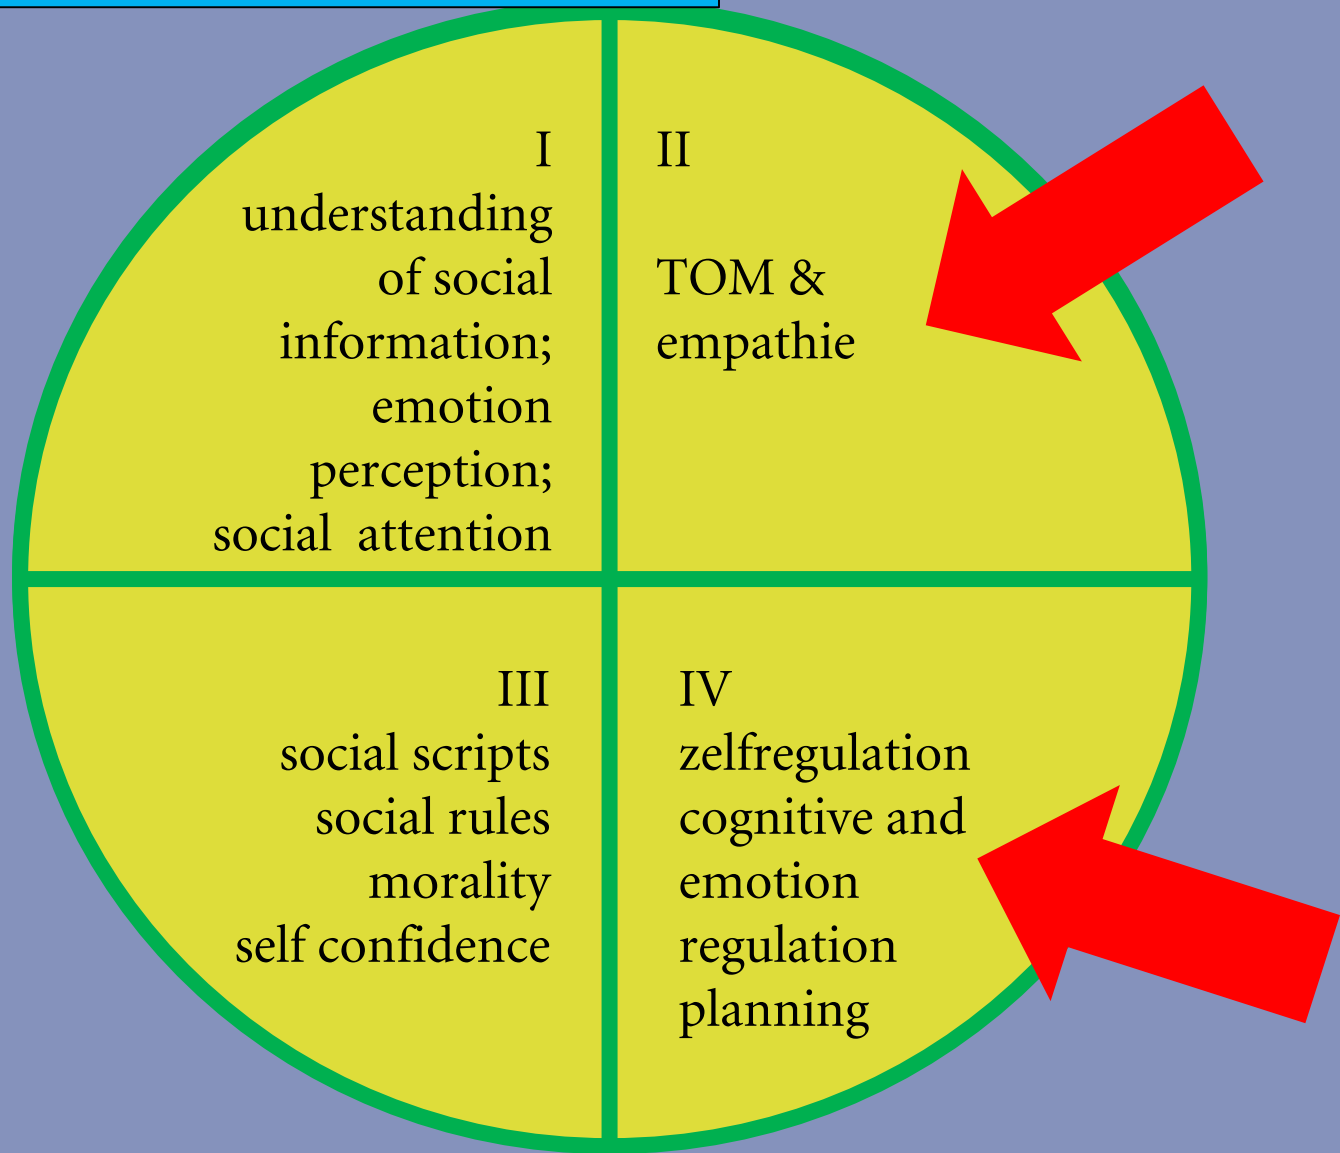 I
understanding
of social
information;
emotion
perception;
social  attention
II
TOM &
empathie
III
social scripts
social rules
morality
self confidence
IV
zelfregulation
cognitive and
emotion
regulation
planning